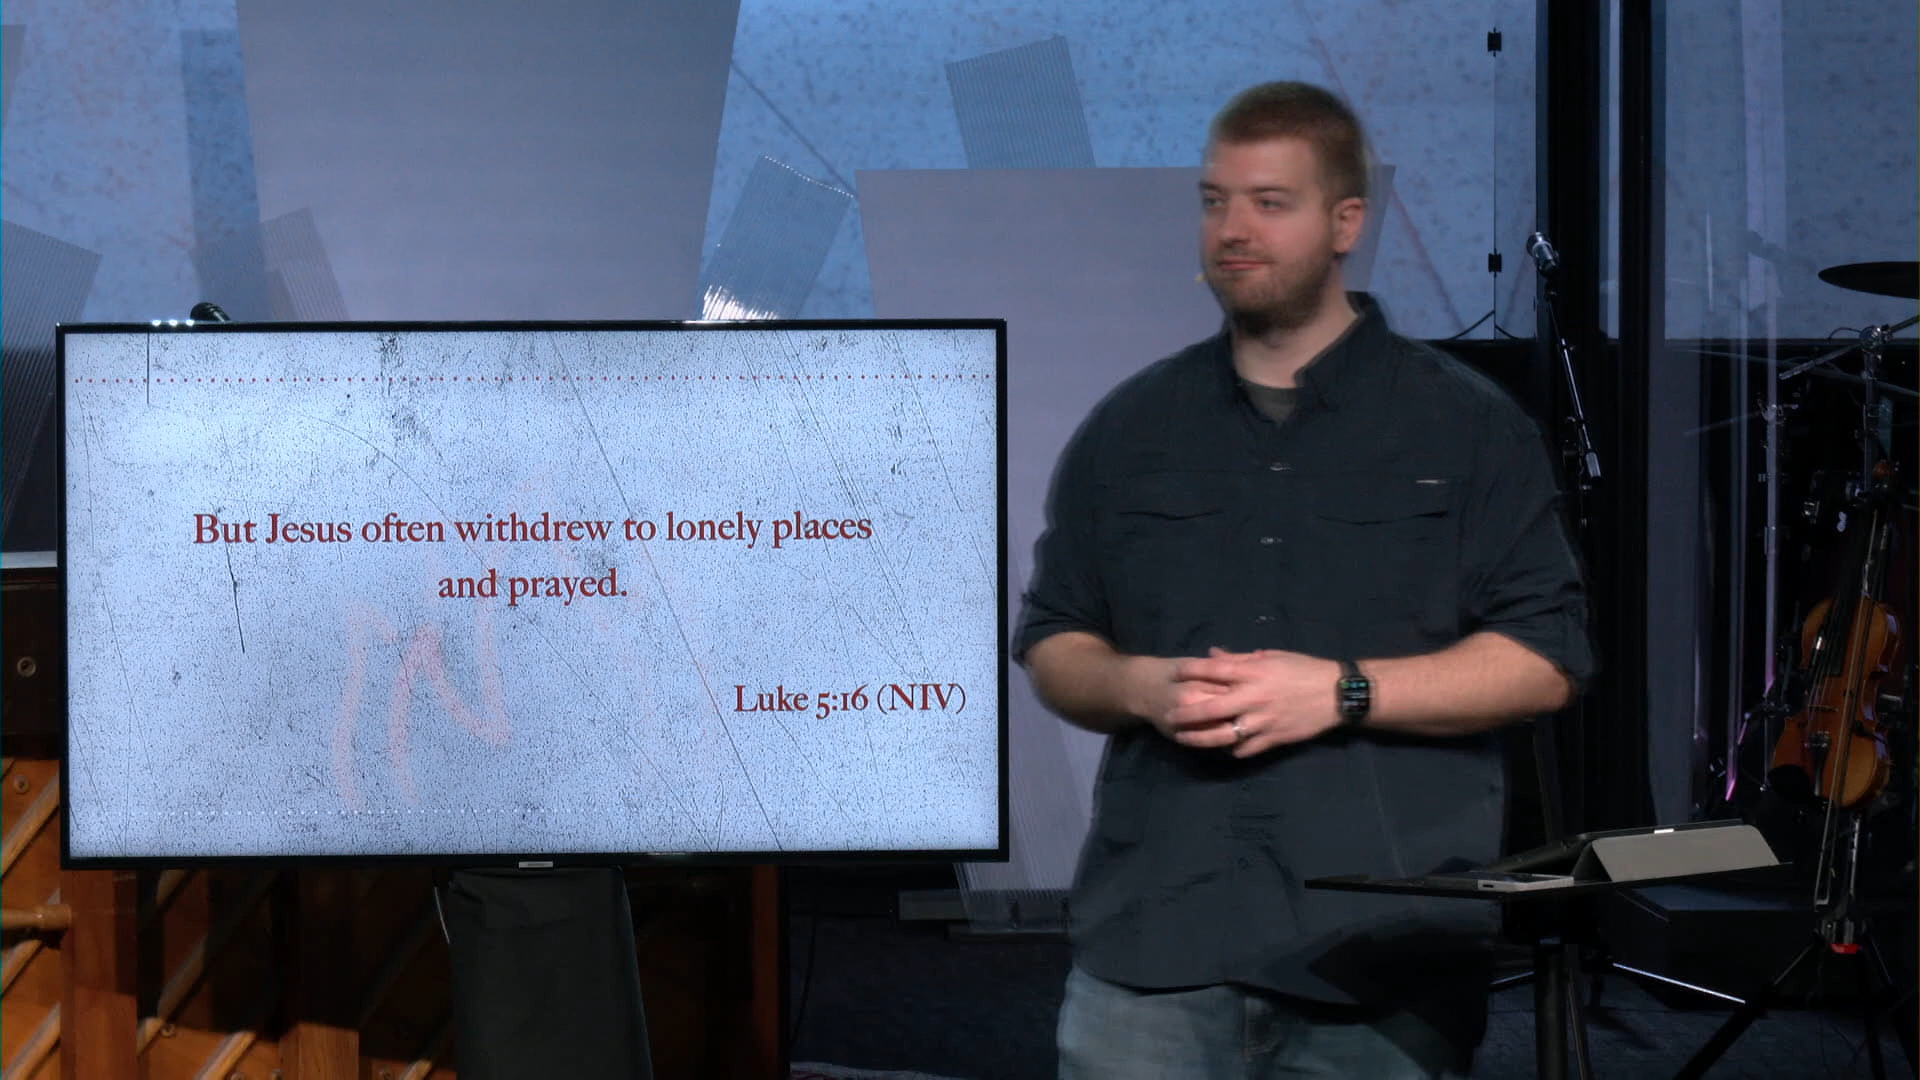 But Jesus often withdrew to lonely places
and prayed.
Luke 5:16 (NIV)